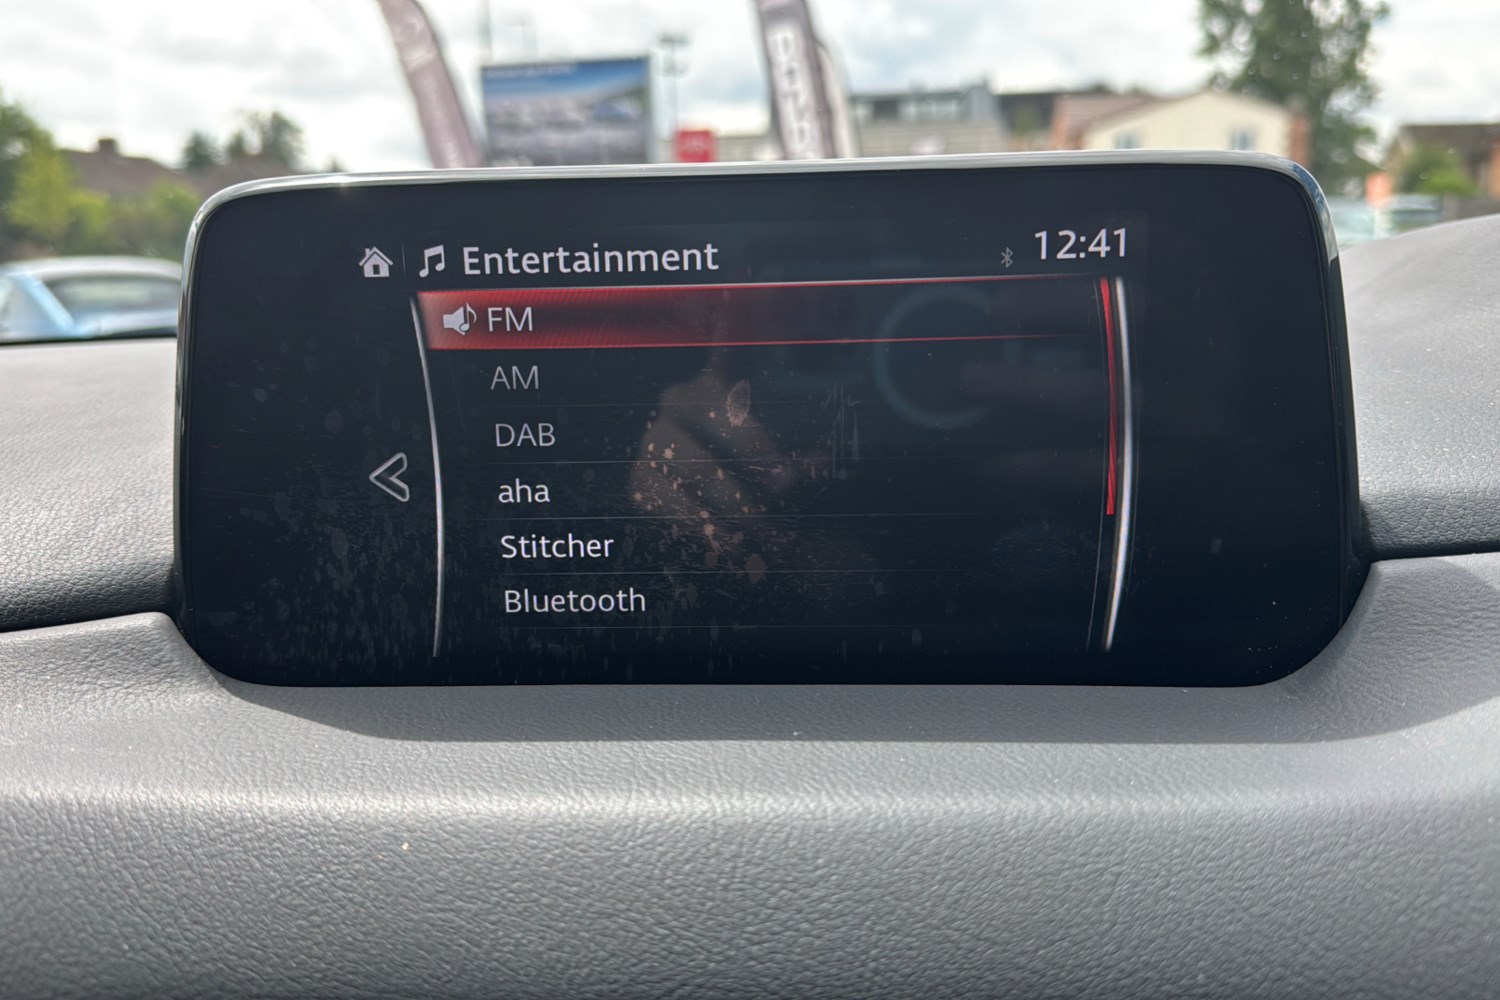 Entertainment
12:41
FM
AM
DAB
aha
Stitcher
Bluetooth